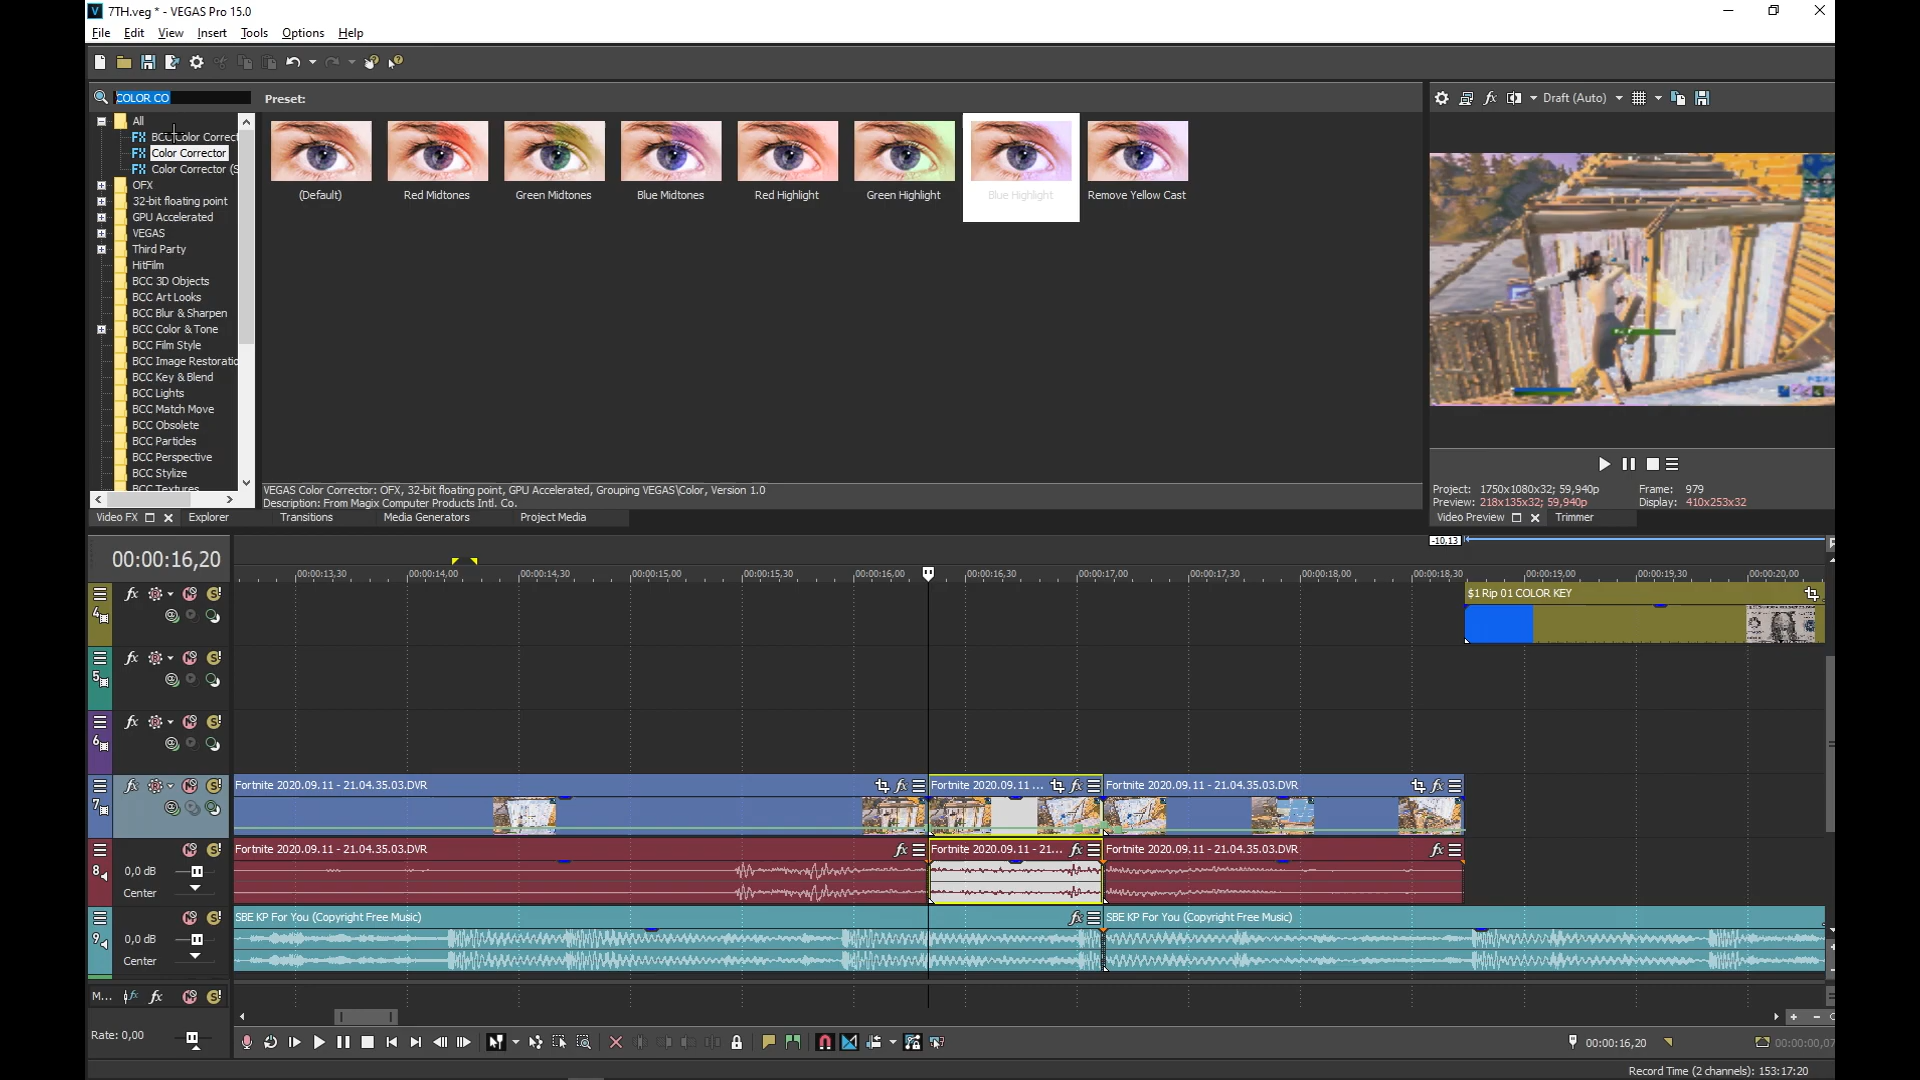 7TH.veg * - VEGAS Pro 15.0
File Edit View Insert Tools Options Help
COLOR CO
Preset:
Draft (Auto)
All
BCC Color Correct
Color Corrector
Color Corrector (S
OFX
32-bit floating point
GPU Accelerated
VEGAS
Third Party
HitFilm
BCC 3D Objects
BCC Art Looks
BCC Blur & Sharpen
BCC Color & Tone
BCC Film Style
BCC Image Restoratio
BCC Key & Blend
BCC Lights
BCC Match Move
BCC Obsolete
BCC Particles
BCC Perspective
BCC Stylize
BCC Textures
(Default) Red Midtones Green Midtones Blue Midtones Red Highlight Green Highlight Blue Highlight Remove Yellow Cast
VEGAS Color Corrector: OFX, 32-bit floating point, GPU Accelerated, Grouping VEGAS\Color, Version 1.0
Description: From Magix Computer Products Intl. Co.
Project: 1750x1080x32; 59,940p Frame: 979
Preview: 218x135x32; 59,940p Display: 410x253x32
Video FX Explorer Transitions Media Generators Project Media
Video Preview Trimmer
-10,13
00:00:16,20
00:00:13,30 00:00:14,00 00:00:14,30 00:00:15,00 00:00:15,30 00:00:16,00 00:00:16,30 00:00:17,00 00:00:17,30 00:00:18,00 00:00:18,30 00:00:19,00 00:00:19,30 00:00:20,00
4
$1 Rip 01 COLOR KEY
5
6
7
Fortnite 2020.09.11 - 21.04.35.03.DVR Fortnite 2020.09.11 ... Fortnite 2020.09.11 - 21.04.35.03.DVR
8
Fortnite 2020.09.11 - 21.04.35.03.DVR Fortnite 2020.09.11 - 21.... Fortnite 2020.09.11 - 21.04.35.03.DVR
0,0 dB
Center
9
SBE KP For You (Copyright Free Music) SBE KP For You (Copyright Free Music)
0,0 dB
Center
M...
Rate: 0,00
00:00:16,20
00:00:00,07
Record Time (2 channels): 153:17:20